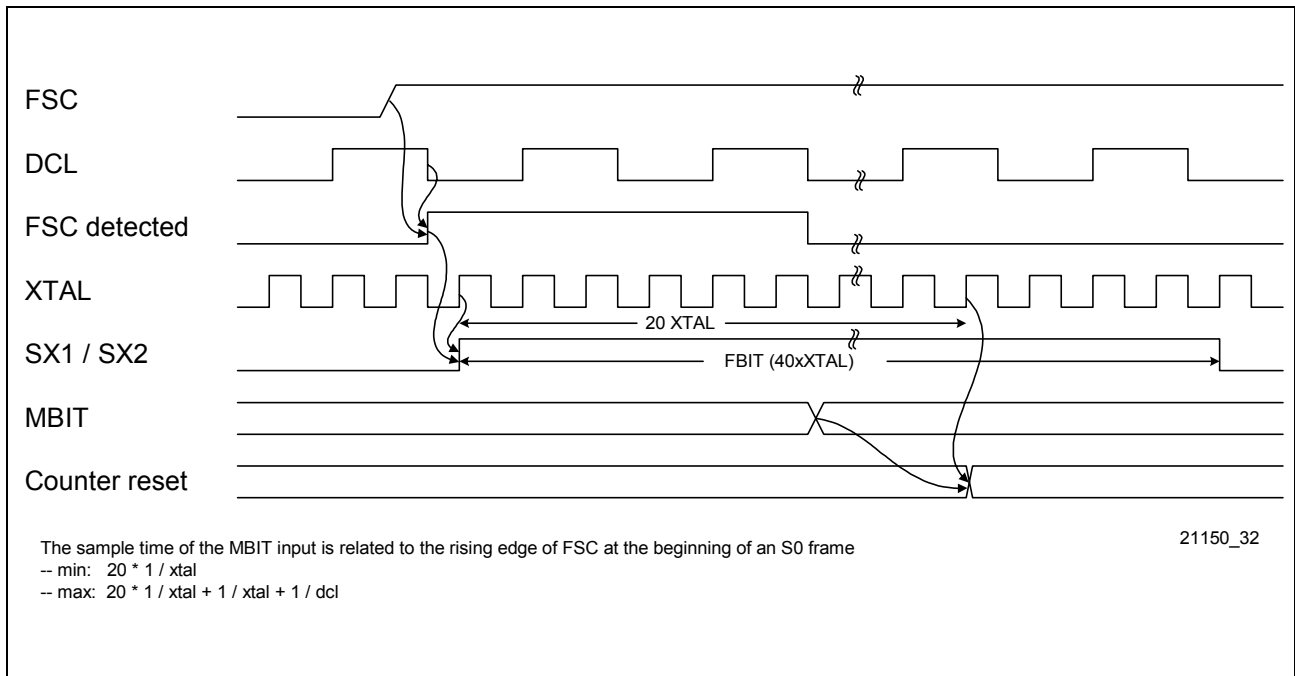 FSC
DCL
FSC detected
XTAL
20 XTAL
SX1 / SX2
FBIT (40xXTAL)
MBIT
Counter reset
The sample time of the MBIT input is related to the rising edge of FSC at the beginning of an S0 frame
-- min: 20 * 1 / xtal
-- max: 20 * 1 / xtal + 1 / xtal + 1 / dcl
21150_32